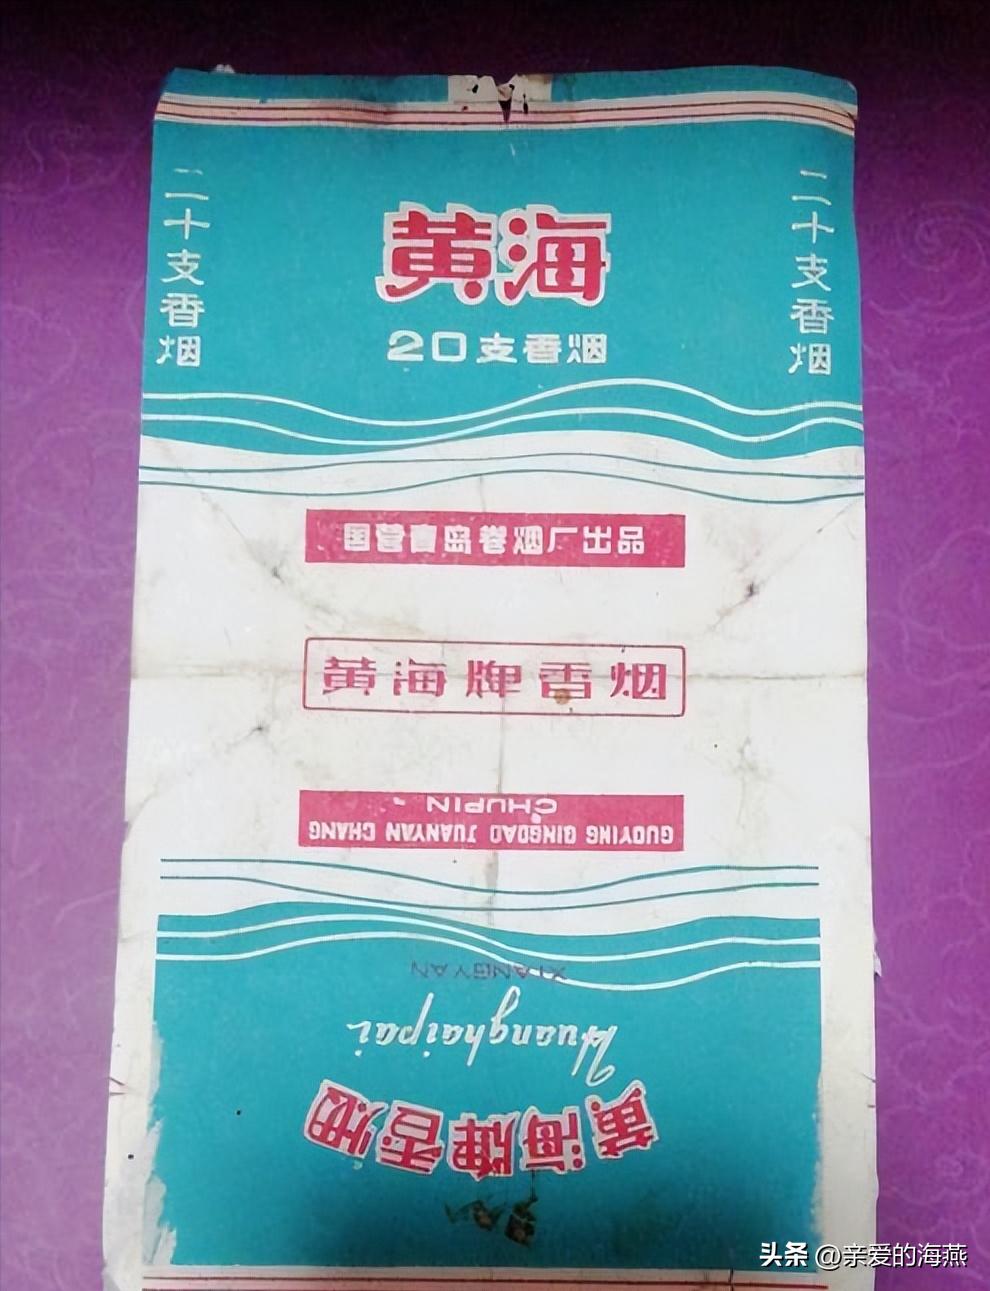 二十支香烟
黄海
20支香烟
二十支香烟
国营青岛卷烟厂出品
黄海牌香烟
GUOYING QINGDAO JUANYAN CHANG
CHUPIN
黄海牌香烟
Huanghaipai
XIANGYAN
头条 @亲爱的海燕